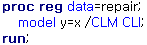 proc reg data=repair;
model y=x /CLM CLI;
run;